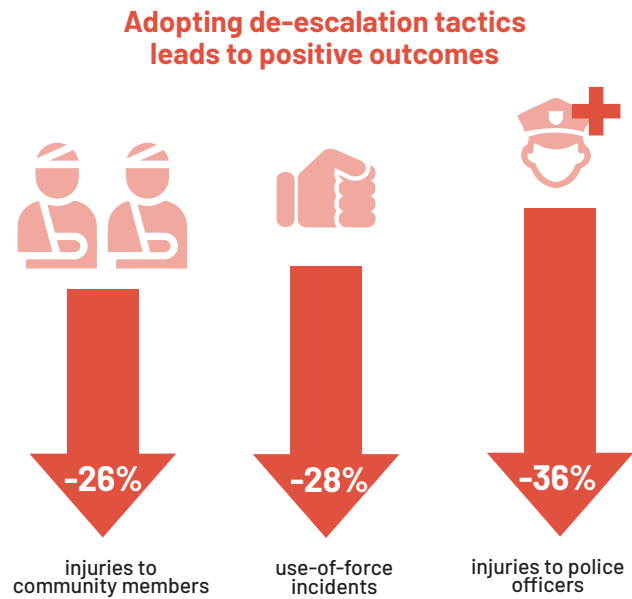 Adopting de-escalation tactics
leads to positive outcomes
-26%
-28%
-36%
injuries to
community members
use-of-force
incidents
injuries to police
officers